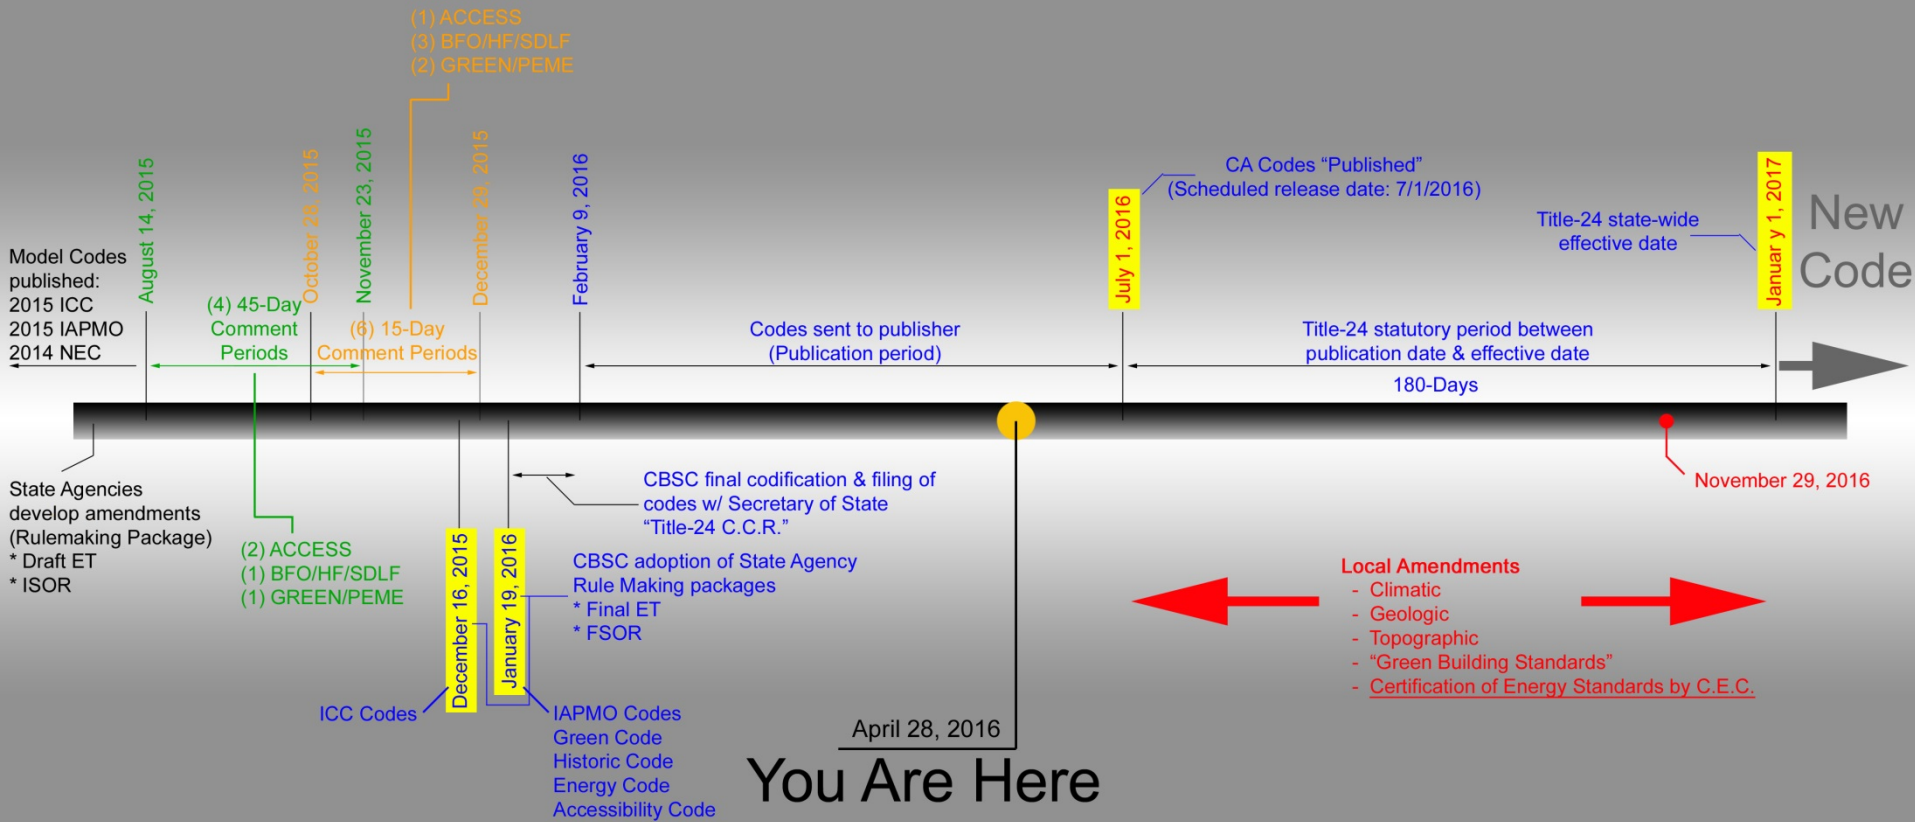 (1) ACCESS
(3) BFO/HF/SDLF
(2) GREEN/PEME
Model Codes
published:
2015 ICC
2015 IAPMO
2014 NEC
August 14, 2015
(4) 45-Day
Comment
Periods
October 28, 2015
November 23, 2015
(6) 15-Day
Comment Periods
December 29, 2015
February 9, 2016
Codes sent to publisher
(Publication period)
July 1, 2016
CA Codes “Published”
(Scheduled release date: 7/1/2016)
Title-24 statutory period between
publication date & effective date
180-Days
Title-24 state-wide
effective date
Januar y 1, 2017
New
Code
State Agencies
develop amendments
(Rulemaking Package)
* Draft ET
* ISOR
(2) ACCESS
(1) BFO/HF/SDLF
(1) GREEN/PEME
December 16, 2015
ICC Codes
January 19, 2016
CBSC final codification & filing of
codes w/ Secretary of State
“Title-24 C.C.R.”
CBSC adoption of State Agency
Rule Making packages
* Final ET
* FSOR
IAPMO Codes
Green Code
Historic Code
Energy Code
Accessibility Code
April 28, 2016
You Are Here
November 29, 2016
Local Amendments
- Climatic
- Geologic
- Topographic
- “Green Building Standards”
- Certification of Energy Standards by C.E.C.